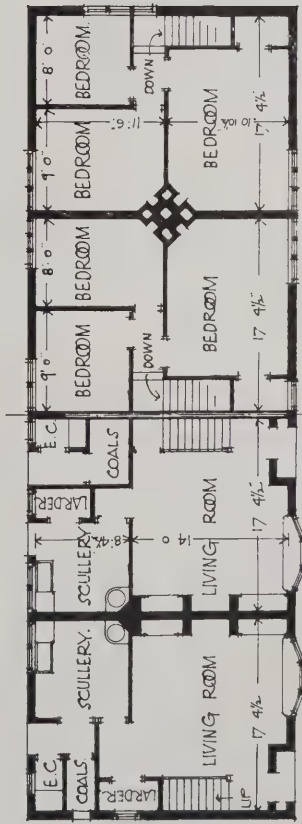 8' 0"
9' 0"
8' 0"
9' 0"
BEDROOM
BEDROOM
BEDROOM
BEDROOM
11' 6"
DOWN
DOWN
BEDROOM
BEDROOM
17 4½"
17 4½"
E.C
COALS
LARDER
SCULLERY
8' 4½"
14 0
LIVING ROOM
17 4½"
SCULLERY.
E.C.
COALS
LARDER
LIVING ROOM
17 4½
UP